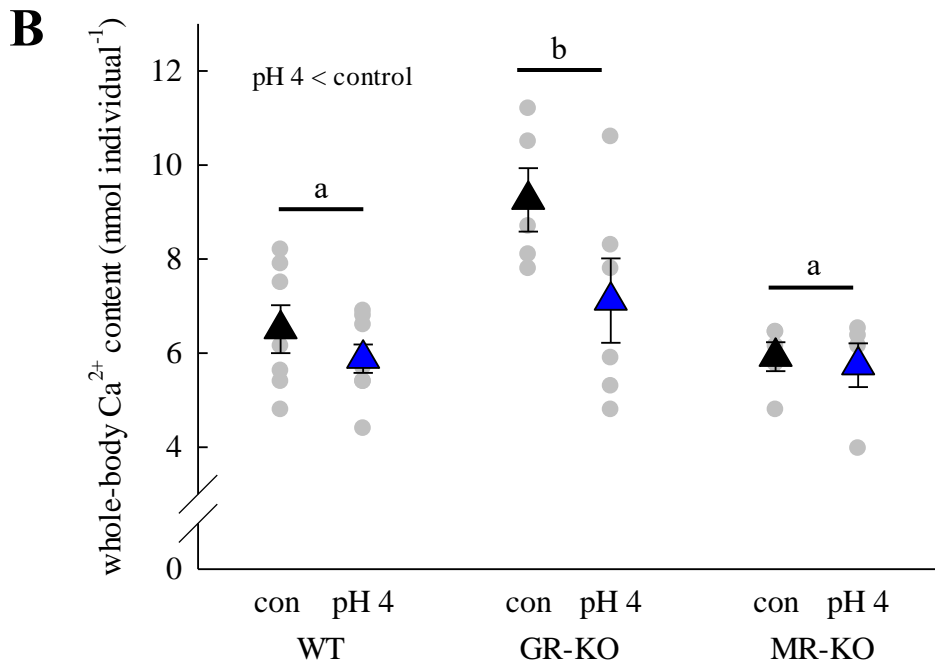 B
whole-body Ca²⁺ content (nmol individual⁻¹)
pH 4 < control
12
10
8
6
4
0
a
b
a
con pH 4 con pH 4 con pH 4
WT GR-KO MR-KO